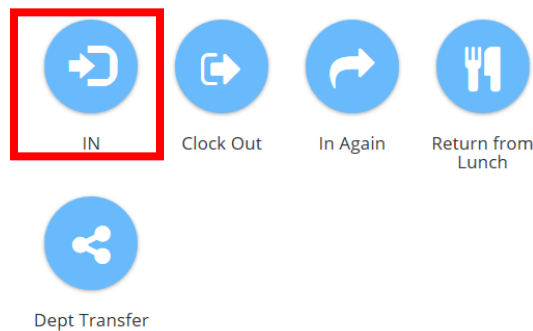 IN
Clock Out
In Again
Return from
Lunch
Dept Transfer